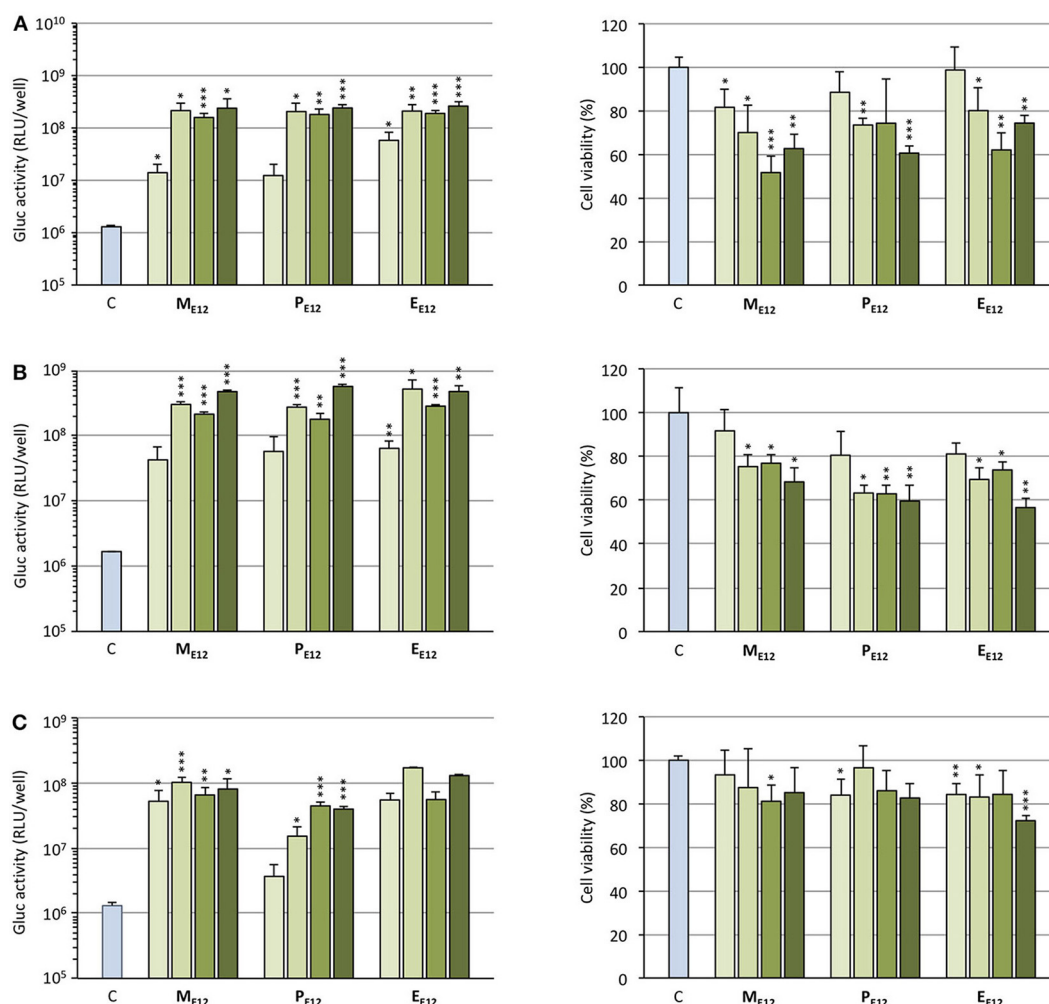 A
Gluc activity (RLU/well)
10¹⁰
10⁹
10⁸
10⁷
10⁶
10⁵
* * *** * * ** *** * ** *** ***
C M_E12 P_E12 E_E12
Cell viability (%)
120
100
80
60
40
20
0
* * *** ** ** *** * ** **
C M_E12 P_E12 E_E12
B
Gluc activity (RLU/well)
10⁹
10⁸
10⁷
10⁶
10⁵
*** *** *** *** ** *** ** * *** **
C M_E12 P_E12 E_E12
Cell viability (%)
120
100
80
60
40
20
0
* * * * ** ** * * **
C M_E12 P_E12 E_E12
C
Gluc activity (RLU/well)
10⁹
10⁸
10⁷
10⁶
10⁵
* *** ** * * *** ***
C M_E12 P_E12 E_E12
Cell viability (%)
120
100
80
60
40
20
0
* * ** * ***
C M_E12 P_E12 E_E12